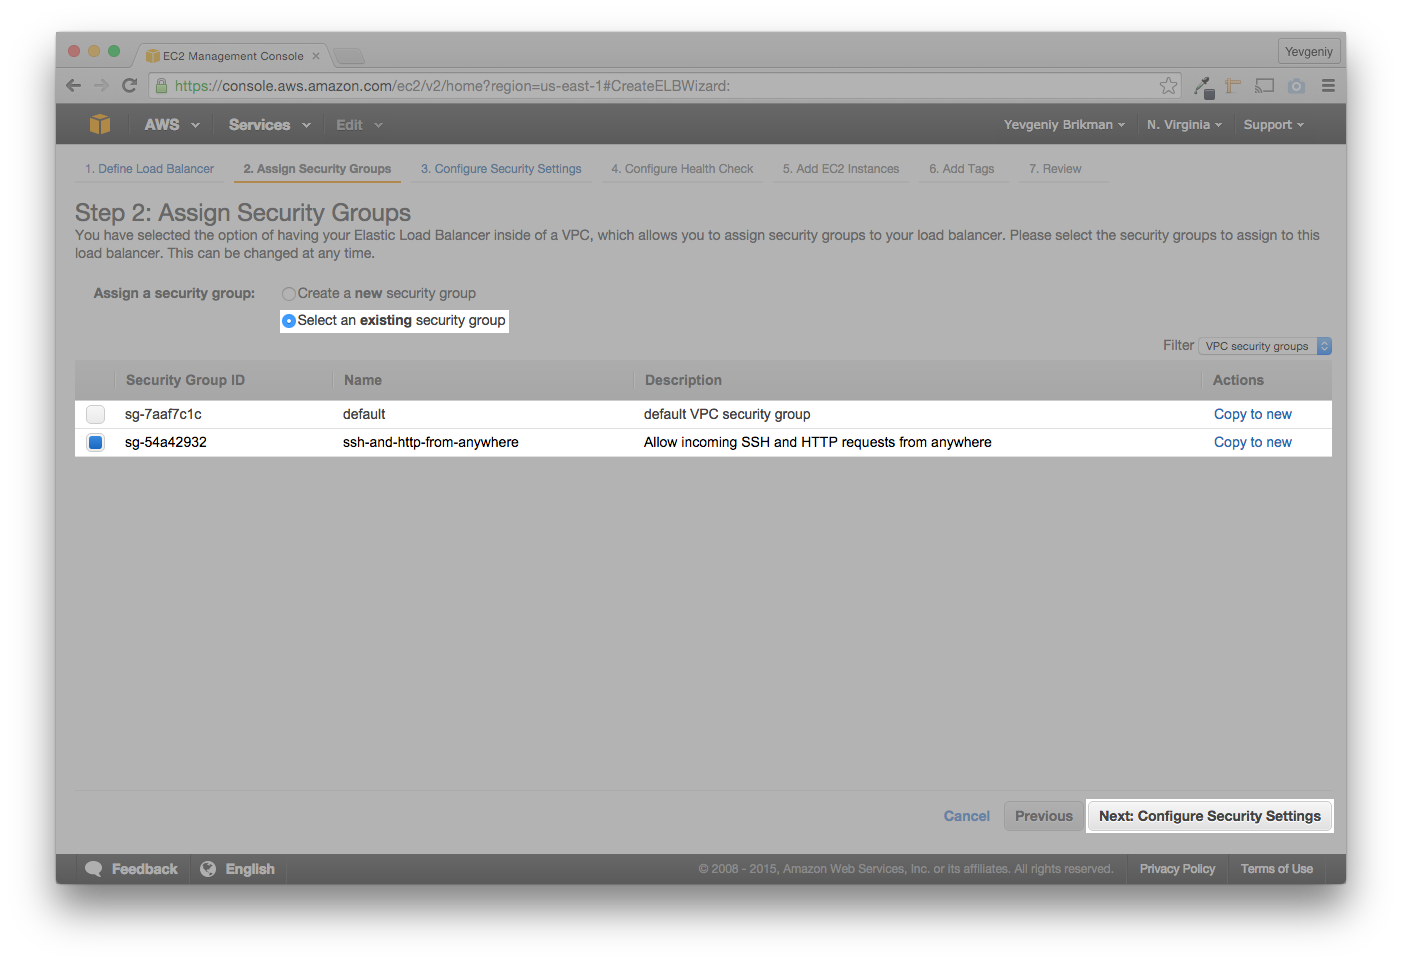 EC2 Management Console
Yevgeniy
https://console.aws.amazon.com/ec2/v2/home?region=us-east-1#CreateELBWizard:
AWS Services Edit Yevgeniy Brikman N. Virginia Support
1. Define Load Balancer 2. Assign Security Groups 3. Configure Security Settings 4. Configure Health Check 5. Add EC2 Instances 6. Add Tags 7. Review
Step 2: Assign Security Groups
You have selected the option of having your Elastic Load Balancer inside of a VPC, which allows you to assign security groups to your load balancer. Please select the security groups to assign to this
load balancer. This can be changed at any time.
Assign a security group: Create a new security group
Select an existing security group
Filter VPC security groups
Security Group ID Name Description Actions
sg-7aaf7c1c default default VPC security group Copy to new
sg-54a42932 ssh-and-http-from-anywhere Allow incoming SSH and HTTP requests from anywhere Copy to new
Cancel Previous Next: Configure Security Settings
Feedback English © 2008 - 2015, Amazon Web Services, Inc. or its affiliates. All rights reserved. Privacy Policy Terms of Use